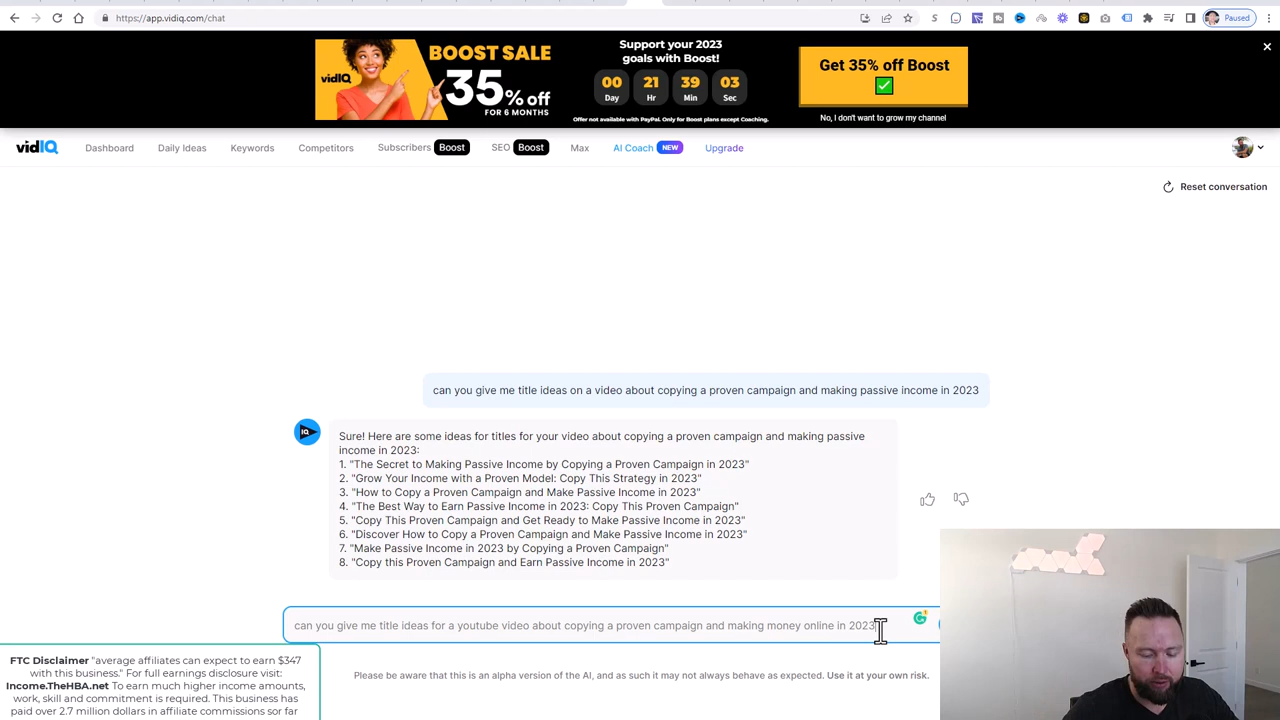 https://app.vidiq.com/chat
Paused
vidIQ
BOOST SALE
35% off
FOR 6 MONTHS
Support your 2023
goals with Boost!
00 21 39 03
Day Hr Min Sec
Offer not available with PayPal. Only for Boost plans except Coaching.
Get 35% off Boost
No, I don't want to grow my channel
vidIQ Dashboard Daily Ideas Keywords Competitors Subscribers Boost SEO Boost Max AI Coach NEW Upgrade
Reset conversation
can you give me title ideas on a video about copying a proven campaign and making passive income in 2023
Sure! Here are some ideas for titles for your video about copying a proven campaign and making passive
income in 2023:
1. "The Secret to Making Passive Income by Copying a Proven Campaign in 2023"
2. "Grow Your Income with a Proven Model: Copy This Strategy in 2023"
3. "How to Copy a Proven Campaign and Make Passive Income in 2023"
4. "The Best Way to Earn Passive Income in 2023: Copy This Proven Campaign"
5. "Copy This Proven Campaign and Get Ready to Make Passive Income in 2023"
6. "Discover How to Copy a Proven Campaign and Make Passive Income in 2023"
7. "Make Passive Income in 2023 by Copying a Proven Campaign"
8. "Copy this Proven Campaign and Earn Passive Income in 2023"
can you give me title ideas for a youtube video about copying a proven campaign and making money online in 2023
Please be aware that this is an alpha version of the AI, and as such it may not always behave as expected. Use it at your own risk.
FTC Disclaimer "average affiliates can expect to earn $347
with this business." For full earnings disclosure visit:
Income.TheHBA.net To earn much higher income amounts,
work, skill and commitment is required. This business has
paid over 2.7 million dollars in affiliate commissions sor far